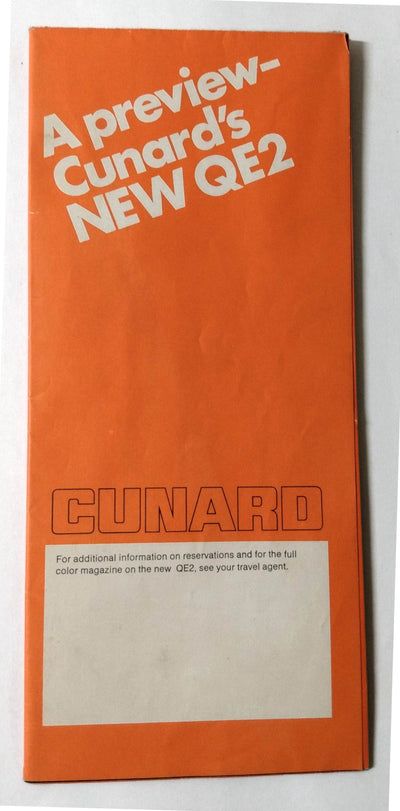 A preview–
Cunard's
NEW QE2
CUNARD
For additional information on reservations and for the full
color magazine on the new QE2, see your travel agent.